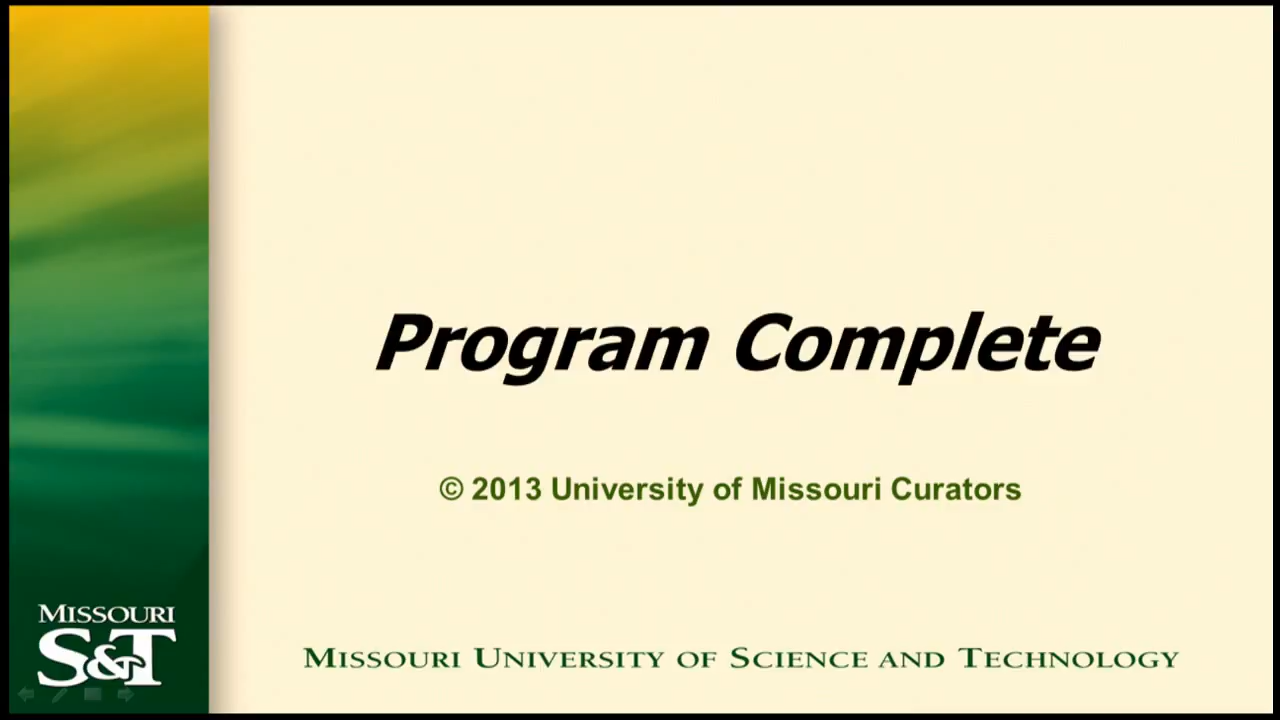 Program Complete
© 2013 University of Missouri Curators
MISSOURI
S&T
MISSOURI UNIVERSITY OF SCIENCE AND TECHNOLOGY